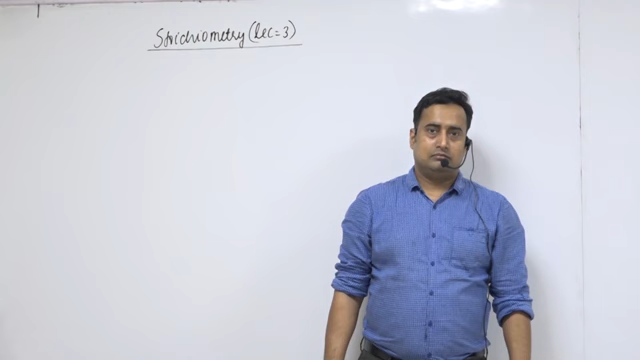 Stoichiometry (lec = 3)